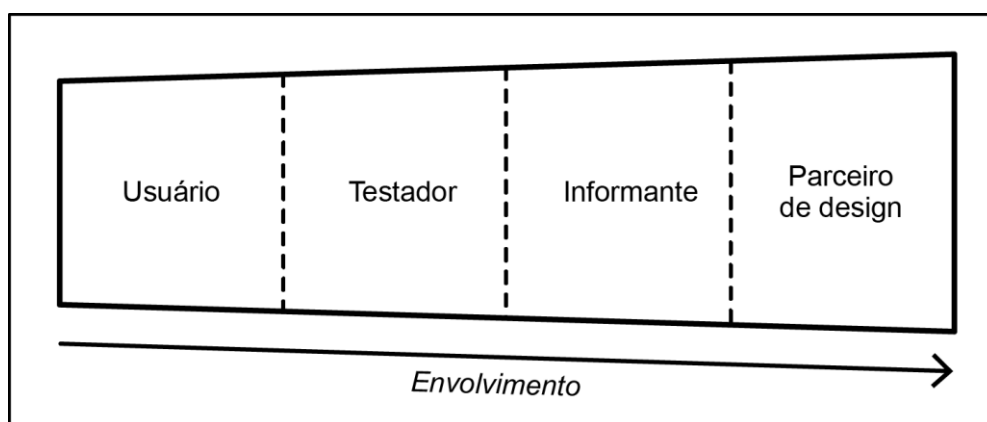 Usuário
Testador
Informante
Parceiro
de design
Envolvimento